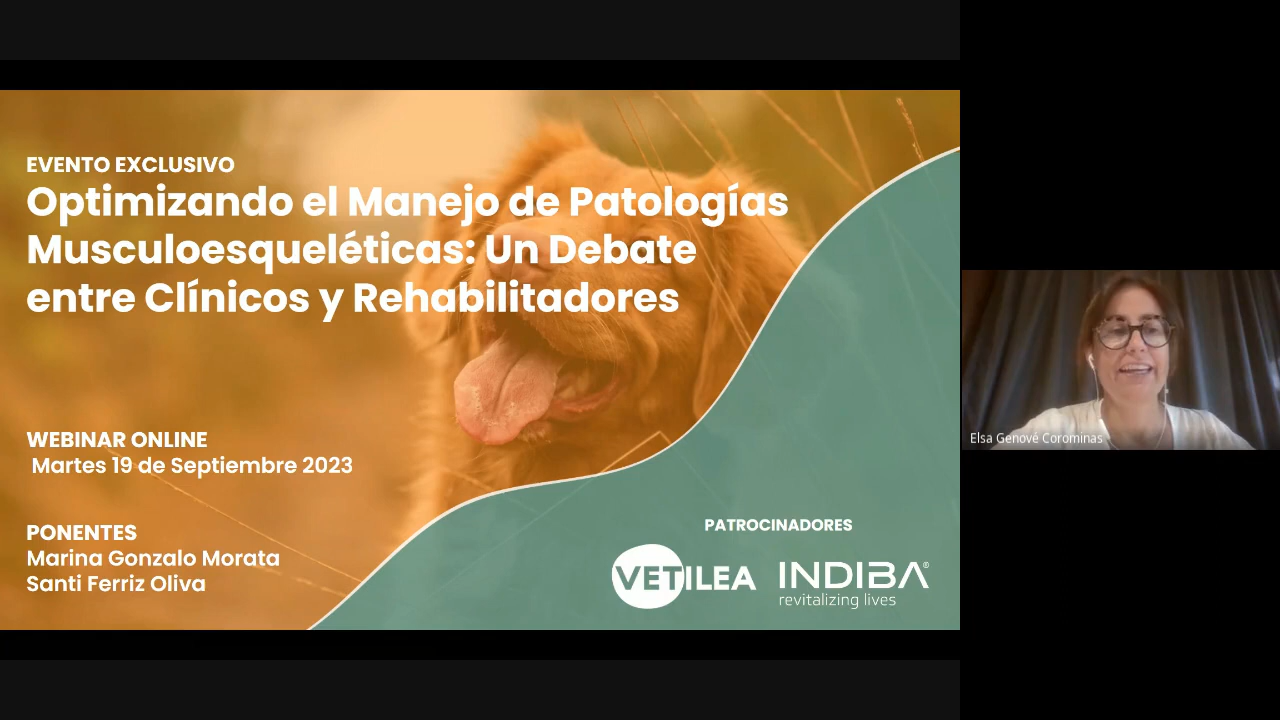 EVENTO EXCLUSIVO
Optimizando el Manejo de Patologías
Musculoesqueléticas: Un Debate
entre Clínicos y Rehabilitadores
WEBINAR ONLINE
Martes 19 de Septiembre 2023
PONENTES
Marina Gonzalo Morata
Santi Ferriz Oliva
PATROCINADORES
VETILEA
INDIBA®
revitalizing lives
Elsa Genové Corominas